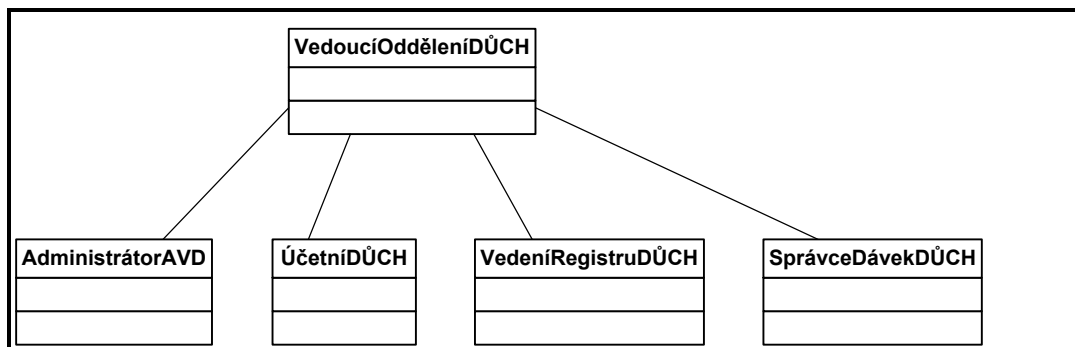 VedoucíOdděleníDŮCH
AdministrátorAVD
ÚčetníDŮCH
VedeníRegistruDŮCH
SprávceDávekDŮCH